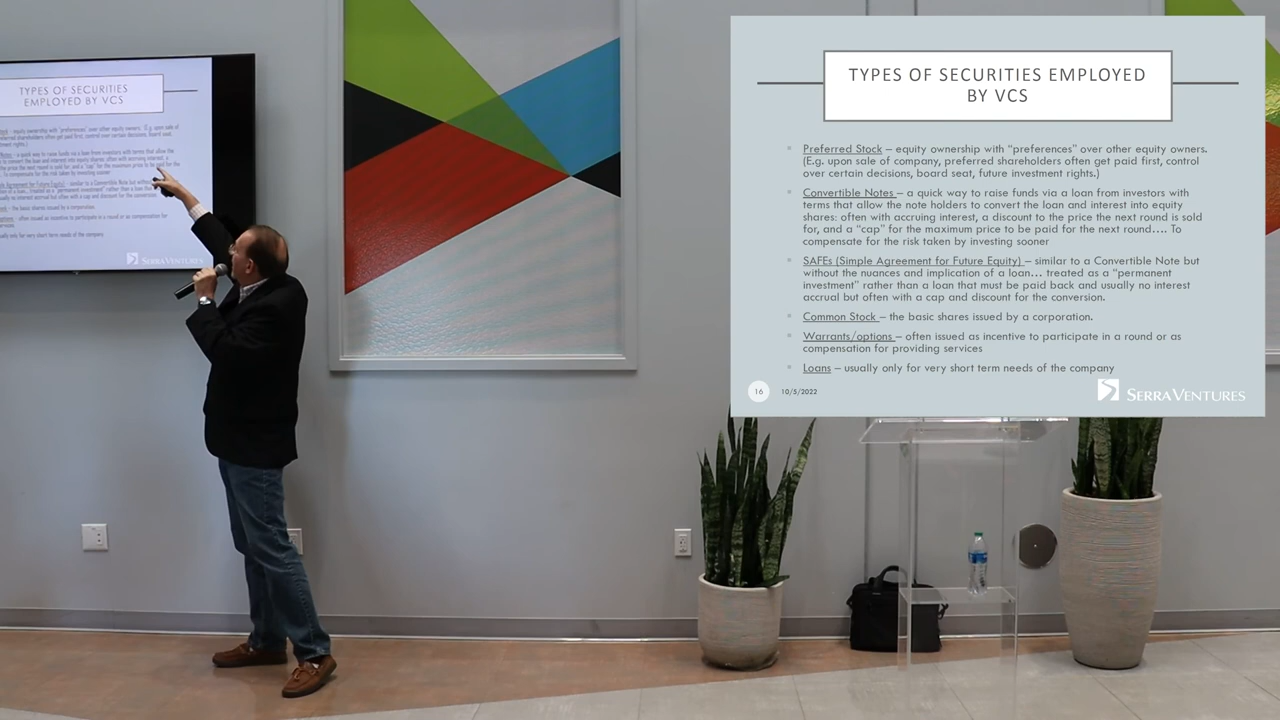 TYPES OF SECURITIES
EMPLOYED BY VCS
SERRAVENTURES
TYPES OF SECURITIES EMPLOYED
BY VCS
Preferred Stock – equity ownership with “preferences” over other equity owners.
(E.g. upon sale of company, preferred shareholders often get paid first, control
over certain decisions, board seat, future investment rights.)
Convertible Notes – a quick way to raise funds via a loan from investors with
terms that allow the note holders to convert the loan and interest into equity
shares: often with accruing interest, a discount to the price the next round is sold
for, and a “cap” for the maximum price to be paid for the next round…. To
compensate for the risk taken by investing sooner
SAFEs (Simple Agreement for Future Equity) – similar to a Convertible Note but
without the nuances and implication of a loan… treated as a “permanent
investment” rather than a loan that must be paid back and usually no interest
accrual but often with a cap and discount for the conversion.
Common Stock – the basic shares issued by a corporation.
Warrants/options – often issued as incentive to participate in a round or as
compensation for providing services
Loans – usually only for very short term needs of the company
16 10/5/2022
SERRAVENTURES